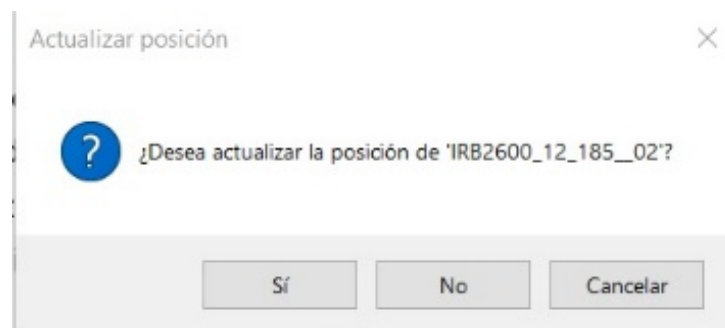 Actualizar posición
¿Desea actualizar la posición de 'IRB2600_12_185__02'?
Sí
No
Cancelar